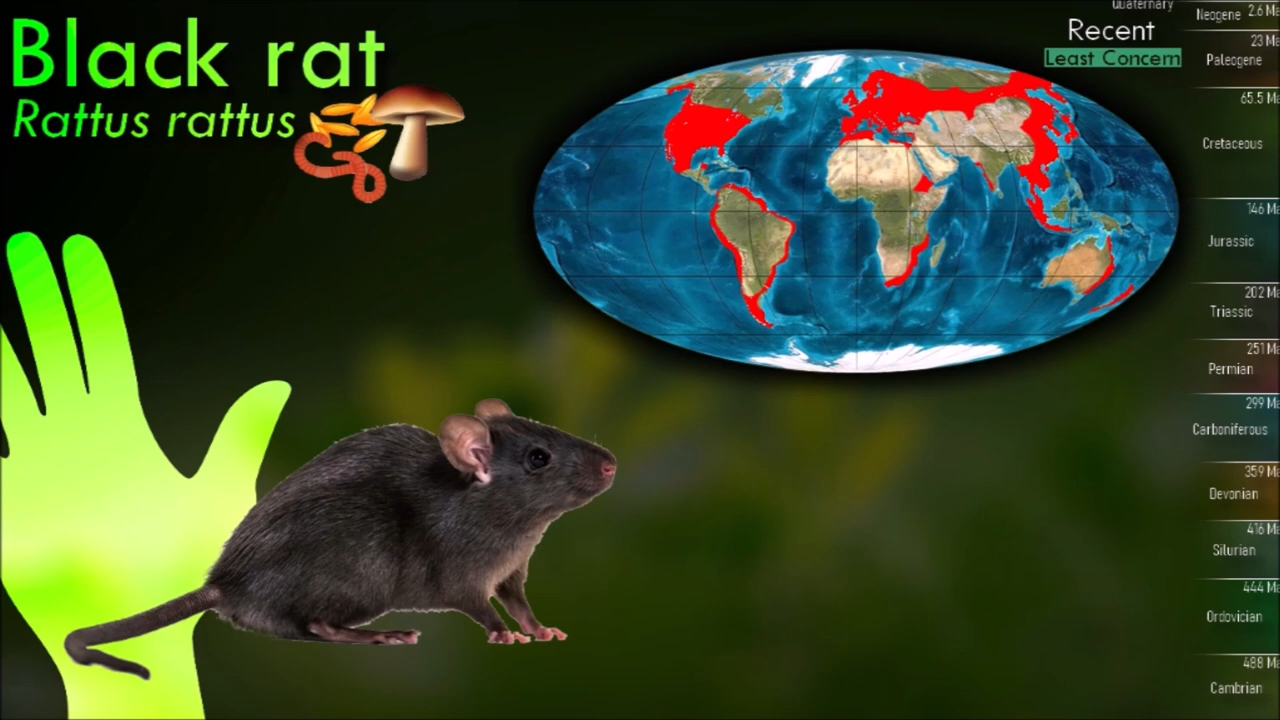 Black rat
Rattus rattus
Recent
Least Concern
Quaternary
Neogene 2.6 Ma
23 Ma
Paleogene
65.5 Ma
Cretaceous
146 Ma
Jurassic
202 Ma
Triassic
251 Ma
Permian
299 Ma
Carboniferous
359 Ma
Devonian
416 Ma
Silurian
444 Ma
Ordovician
488 Ma
Cambrian